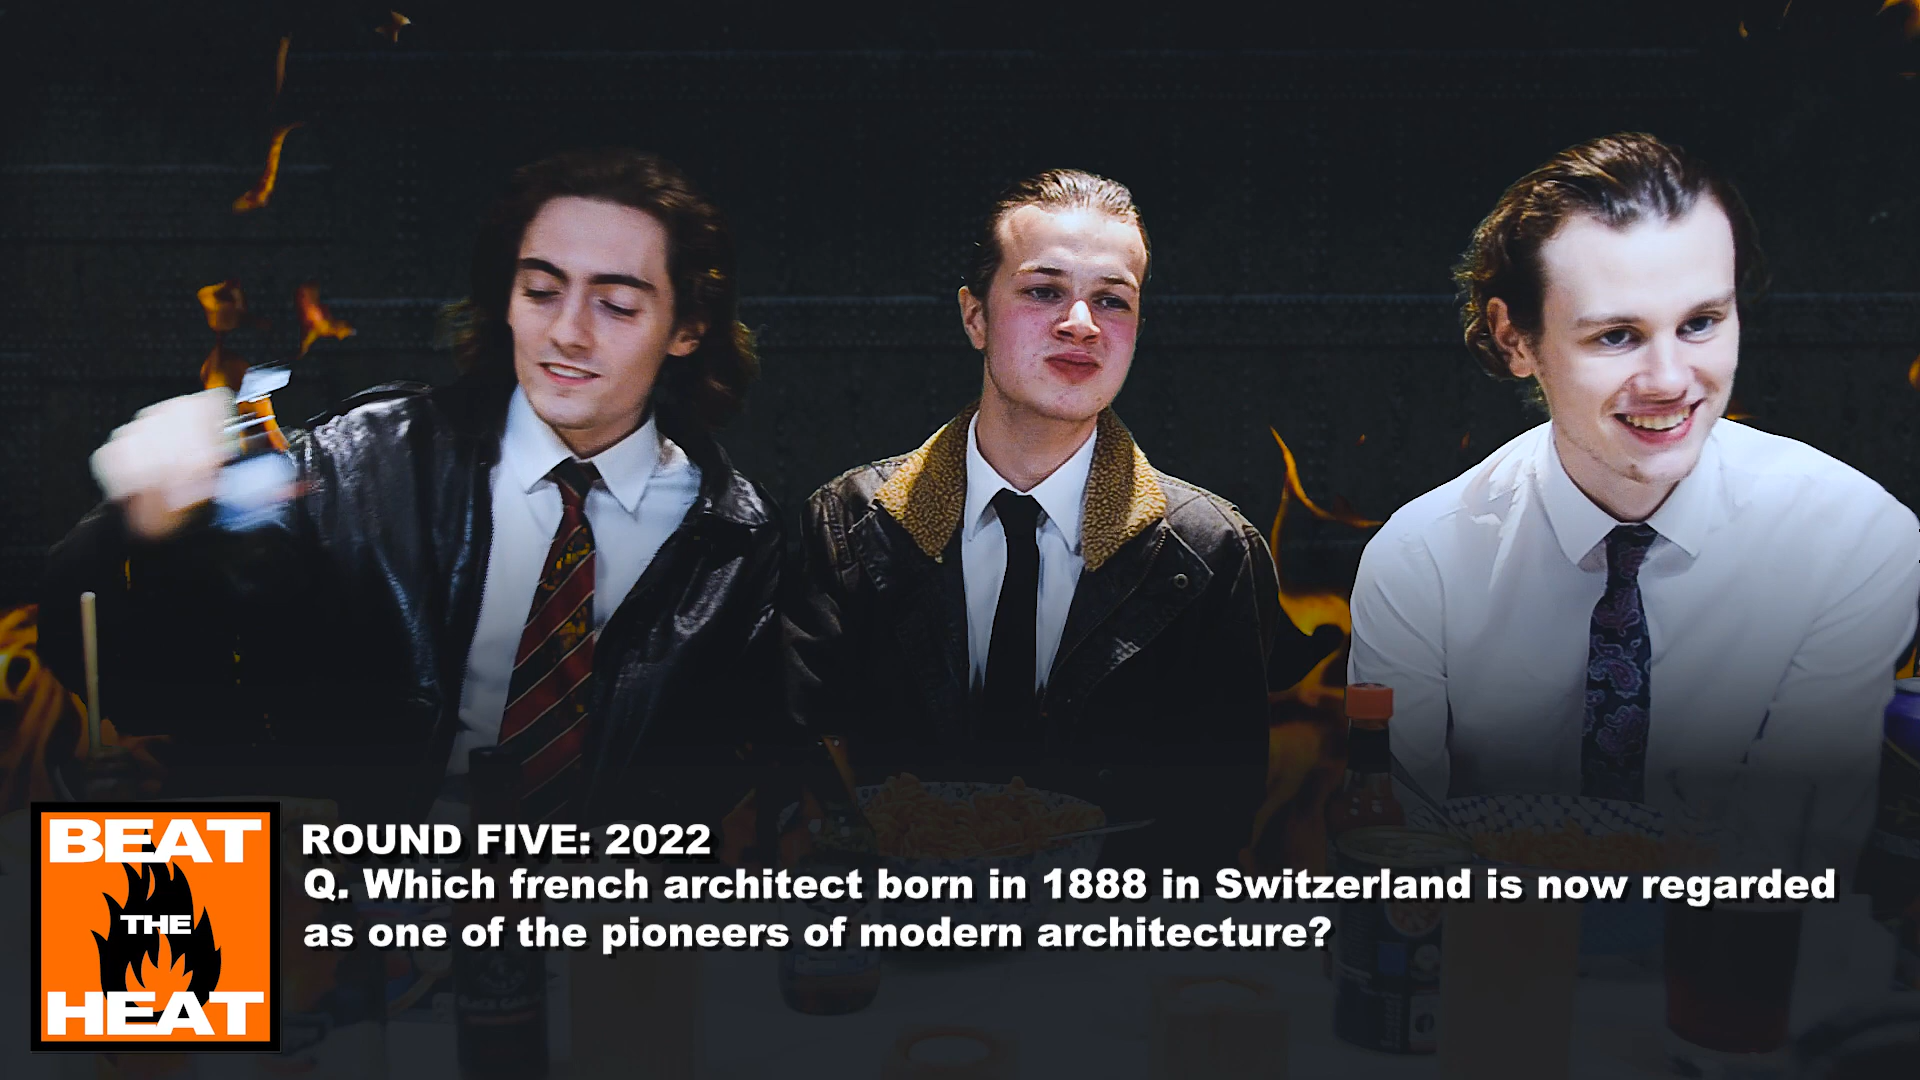 ROUND FIVE: 2022
Q. Which french architect born in 1888 in Switzerland is now regarded
as one of the pioneers of modern architecture?
BEAT
THE
HEAT